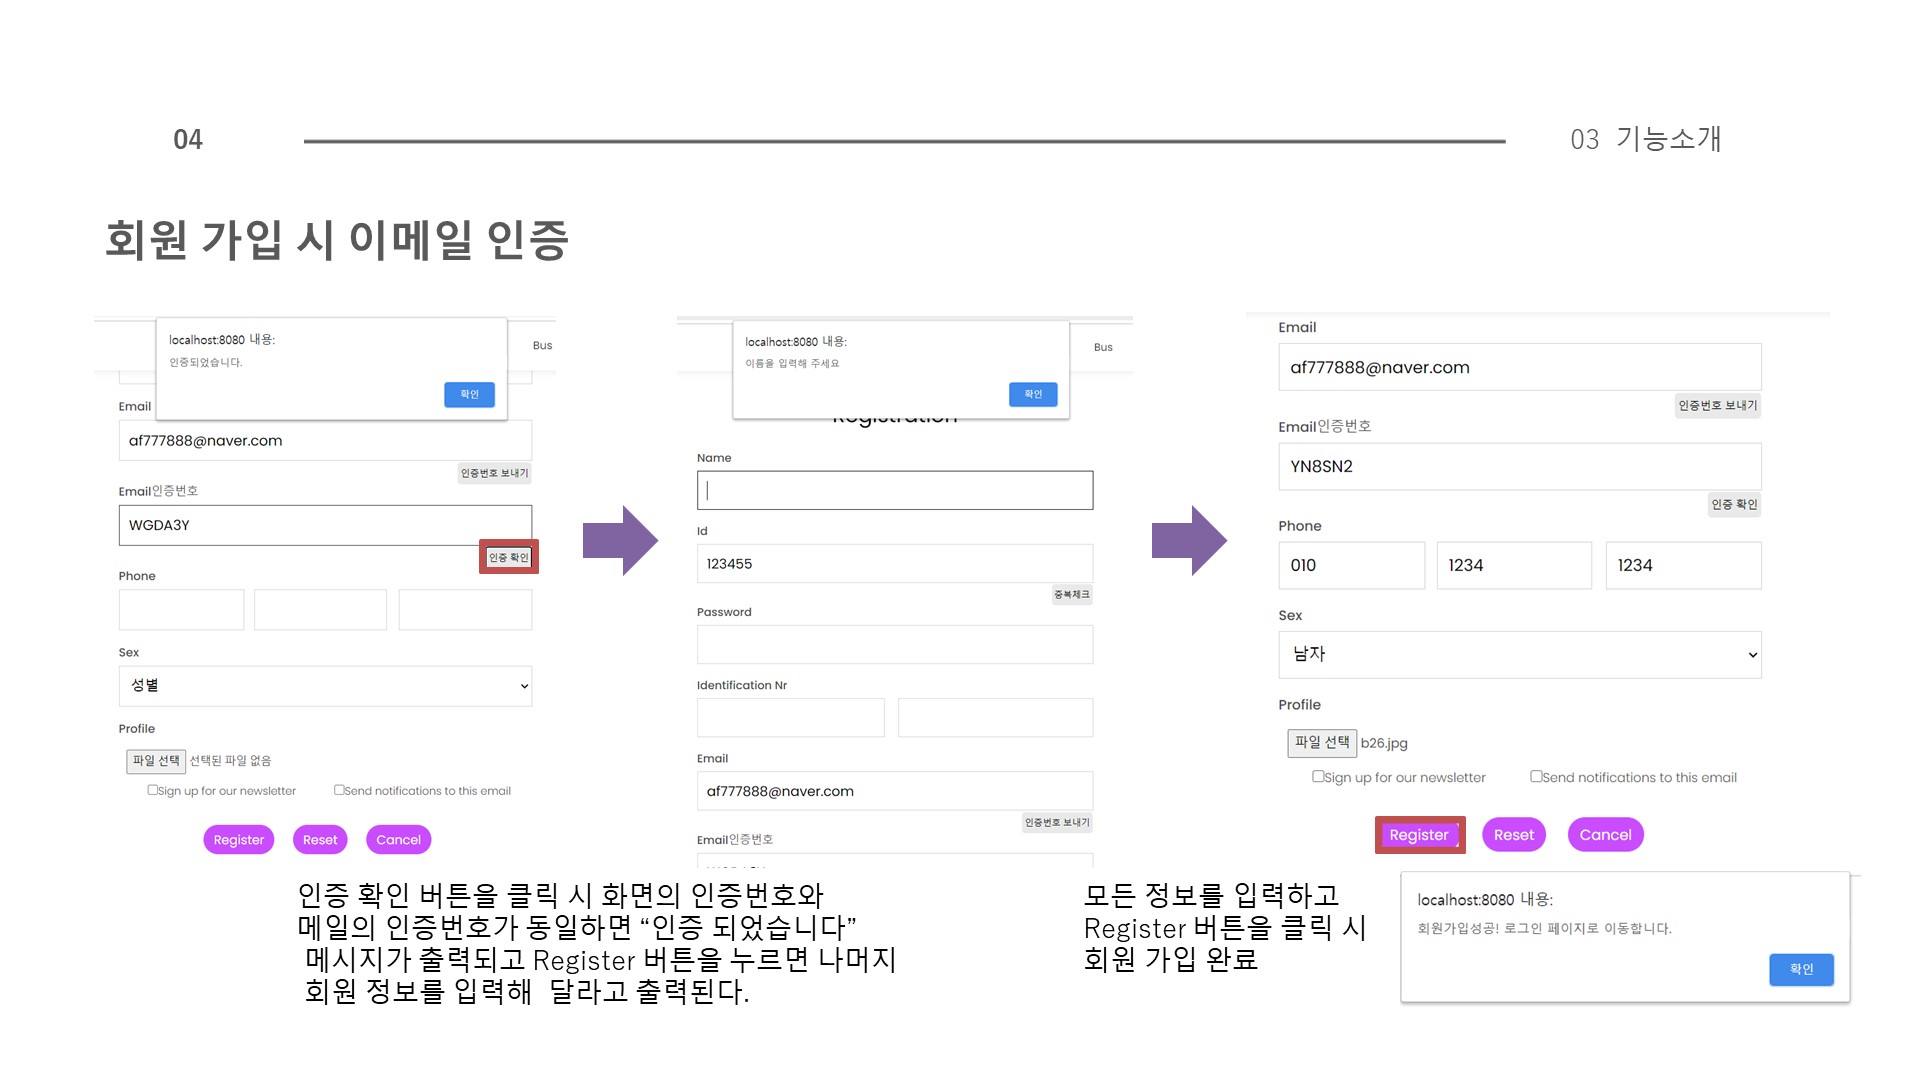 04
03 기능소개
회원 가입 시 이메일 인증
localhost:8080 내용:
인증되었습니다.
확인
Bus
Email
af777888@naver.com
인증번호 보내기
Email인증번호
WGDA3Y
인증 확인
Phone
Sex
성별
Profile
파일 선택 선택된 파일 없음
Sign up for our newsletter Send notifications to this email
Register Reset Cancel
localhost:8080 내용:
이름을 입력해 주세요
확인
Bus
Registration
Name
Id
123455
중복체크
Password
Identification Nr
Email
af777888@naver.com
인증번호 보내기
Email인증번호
Email
af777888@naver.com
인증번호 보내기
Email인증번호
YN8SN2
인증 확인
Phone
010 1234 1234
Sex
남자
Profile
파일 선택 b26.jpg
Sign up for our newsletter Send notifications to this email
Register Reset Cancel
인증 확인 버튼을 클릭 시 화면의 인증번호와
메일의 인증번호가 동일하면 “인증 되었습니다”
메시지가 출력되고 Register 버튼을 누르면 나머지
회원 정보를 입력해 달라고 출력된다.
모든 정보를 입력하고
Register 버튼을 클릭 시
회원 가입 완료
localhost:8080 내용:
회원가입성공! 로그인 페이지로 이동합니다.
확인